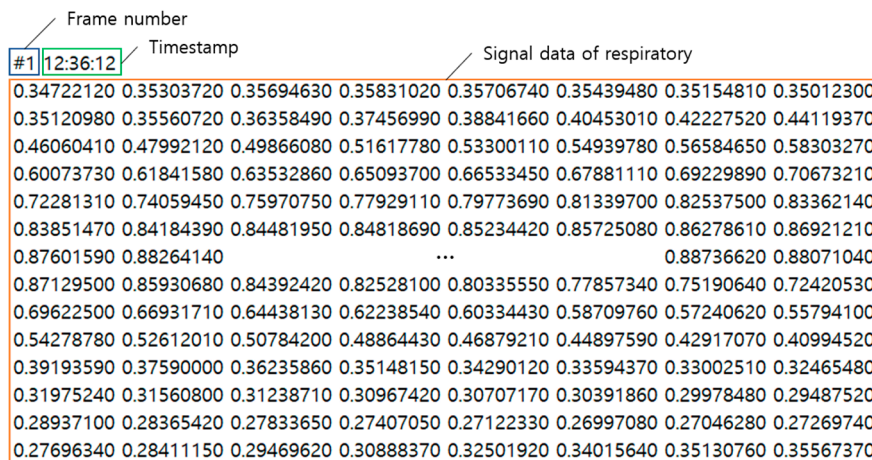 Frame number
Timestamp
Signal data of respiratory
#1 12:36:12
0.34722120 0.35303720 0.35694630 0.35831020 0.35706740 0.35439480 0.35154810 0.35012300
0.35120980 0.35560720 0.36358490 0.37456990 0.38841660 0.40453010 0.42227520 0.44119370
0.46060410 0.47992120 0.49866080 0.51617780 0.53300110 0.54939780 0.56584650 0.58303270
0.60073730 0.61841580 0.63532860 0.65093700 0.66533450 0.67881110 0.69229890 0.70673210
0.72281310 0.74059450 0.75970750 0.77929110 0.79773690 0.81339700 0.82537500 0.83362140
0.83851470 0.84184390 0.84481950 0.84818690 0.85234420 0.85725080 0.86278610 0.86921210
0.87601590 0.88264140 ... 0.88736620 0.88071040
0.87129500 0.85930680 0.84392420 0.82528100 0.80335550 0.77857340 0.75190640 0.72420530
0.69622500 0.66931710 0.64438130 0.62238540 0.60334430 0.58709760 0.57240620 0.55794100
0.54278780 0.52612010 0.50784200 0.48864430 0.46879210 0.44897590 0.42917070 0.40994520
0.39193590 0.37590000 0.36235860 0.35148150 0.34290120 0.33594370 0.33002510 0.32465480
0.31975240 0.31560800 0.31238710 0.30967420 0.30707170 0.30391860 0.29978480 0.29487520
0.28937100 0.28365420 0.27833650 0.27407050 0.27122330 0.26997080 0.27046280 0.27269740
0.27696340 0.28411150 0.29469620 0.30888370 0.32501920 0.34015640 0.35130760 0.35567370